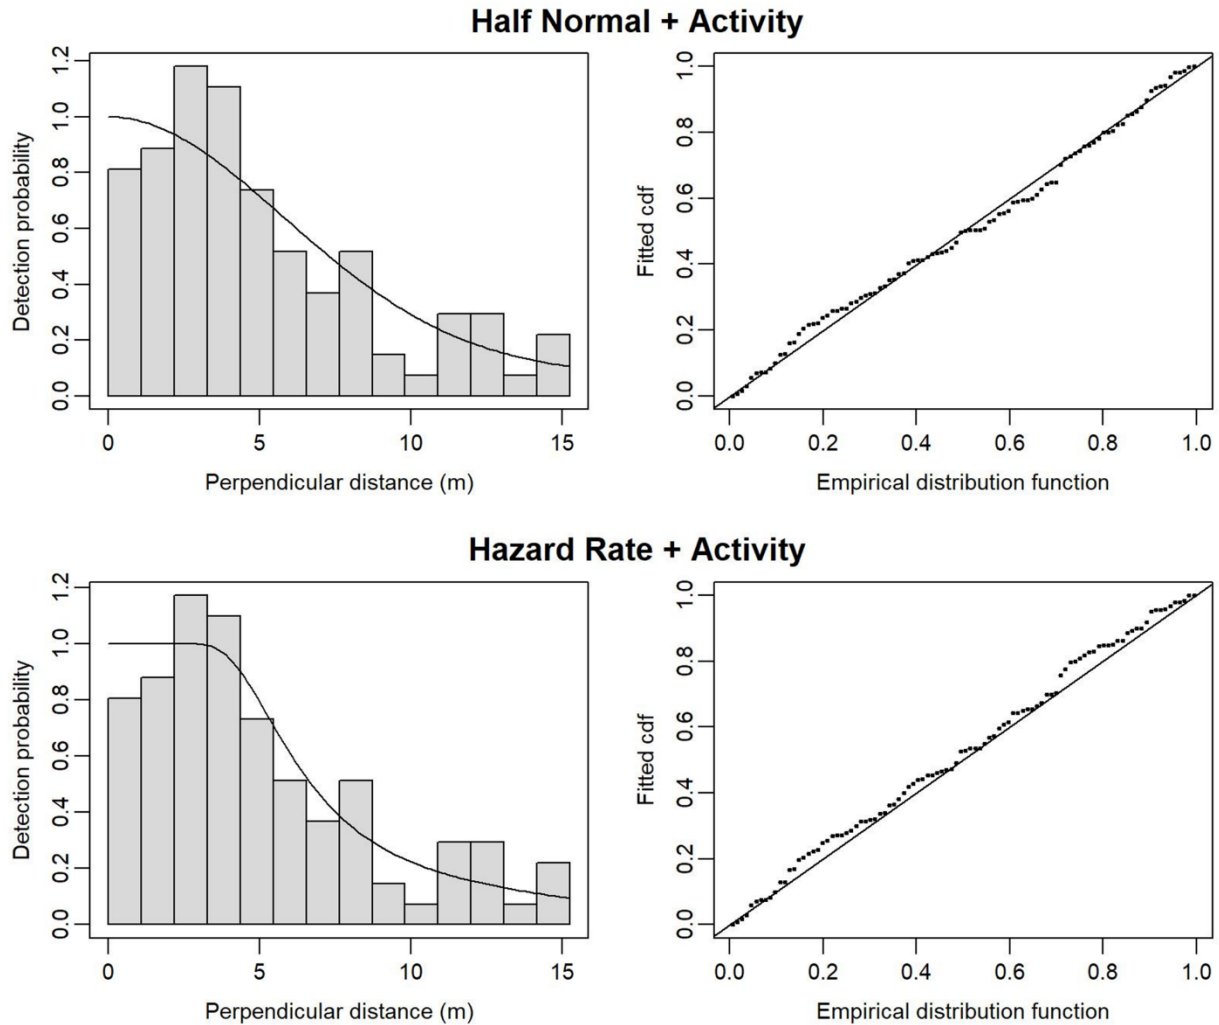 Half Normal + Activity
Detection probability
0.0 0.2 0.4 0.6 0.8 1.0 1.2
0 5 10 15
Perpendicular distance (m)
Fitted cdf
0.0 0.2 0.4 0.6 0.8 1.0
0.0 0.2 0.4 0.6 0.8 1.0
Empirical distribution function
Hazard Rate + Activity
Detection probability
0.0 0.2 0.4 0.6 0.8 1.0 1.2
0 5 10 15
Perpendicular distance (m)
Fitted cdf
0.0 0.2 0.4 0.6 0.8 1.0
0.0 0.2 0.4 0.6 0.8 1.0
Empirical distribution function